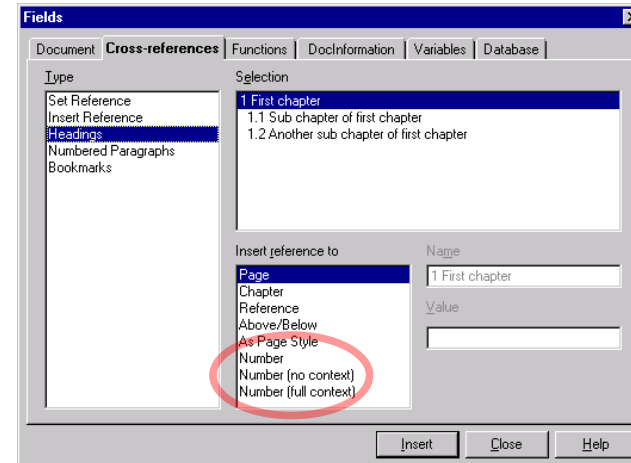 Fields
Document Cross-references Functions DocInformation Variables Database
Type
Set Reference
Insert Reference
Headings
Numbered Paragraphs
Bookmarks
Selection
1 First chapter
1.1 Sub chapter of first chapter
1.2 Another sub chapter of first chapter
Insert reference to
Page
Chapter
Reference
Above/Below
As Page Style
Number
Number (no context)
Number (full context)
Name
1 First chapter
Value
Insert Close Help